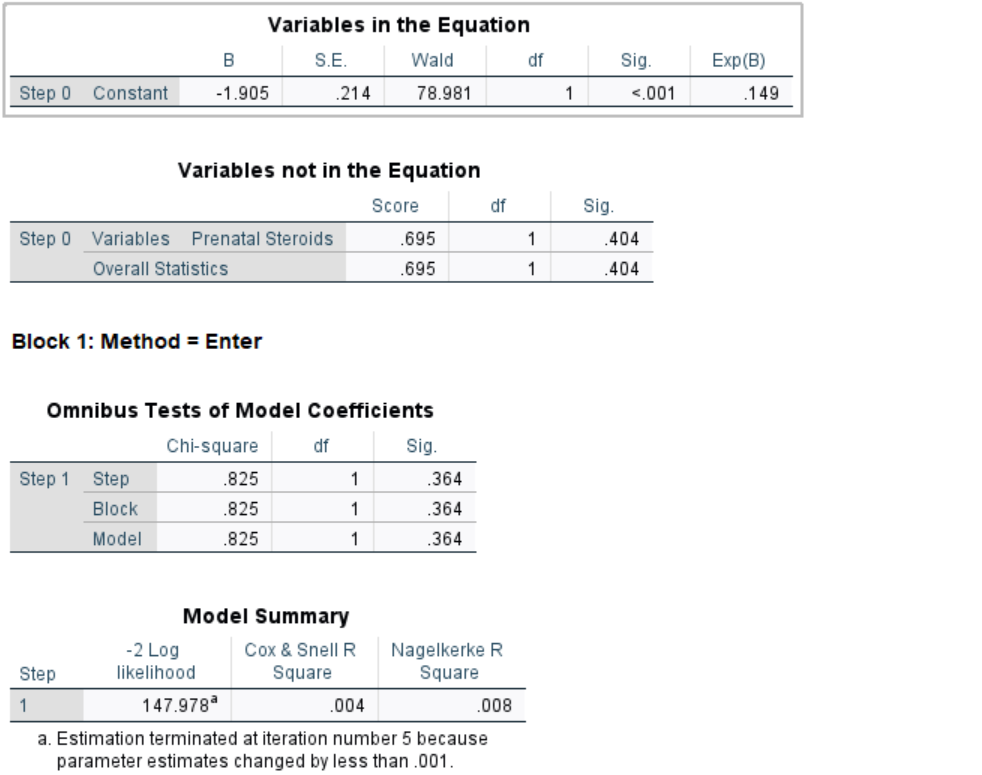 Variables in the Equation
B S.E. Wald df Sig. Exp(B)
Step 0 Constant -1.905 .214 78.981 1 <.001 .149
Variables not in the Equation
Score df Sig.
Step 0 Variables Prenatal Steroids .695 1 .404
Overall Statistics .695 1 .404
Block 1: Method = Enter
Omnibus Tests of Model Coefficients
Chi-square df Sig.
Step 1 Step .825 1 .364
Block .825 1 .364
Model .825 1 .364
Model Summary
Step -2 Log likelihood Cox & Snell R Square Nagelkerke R Square
1 147.978a .004 .008
a. Estimation terminated at iteration number 5 because
parameter estimates changed by less than .001.